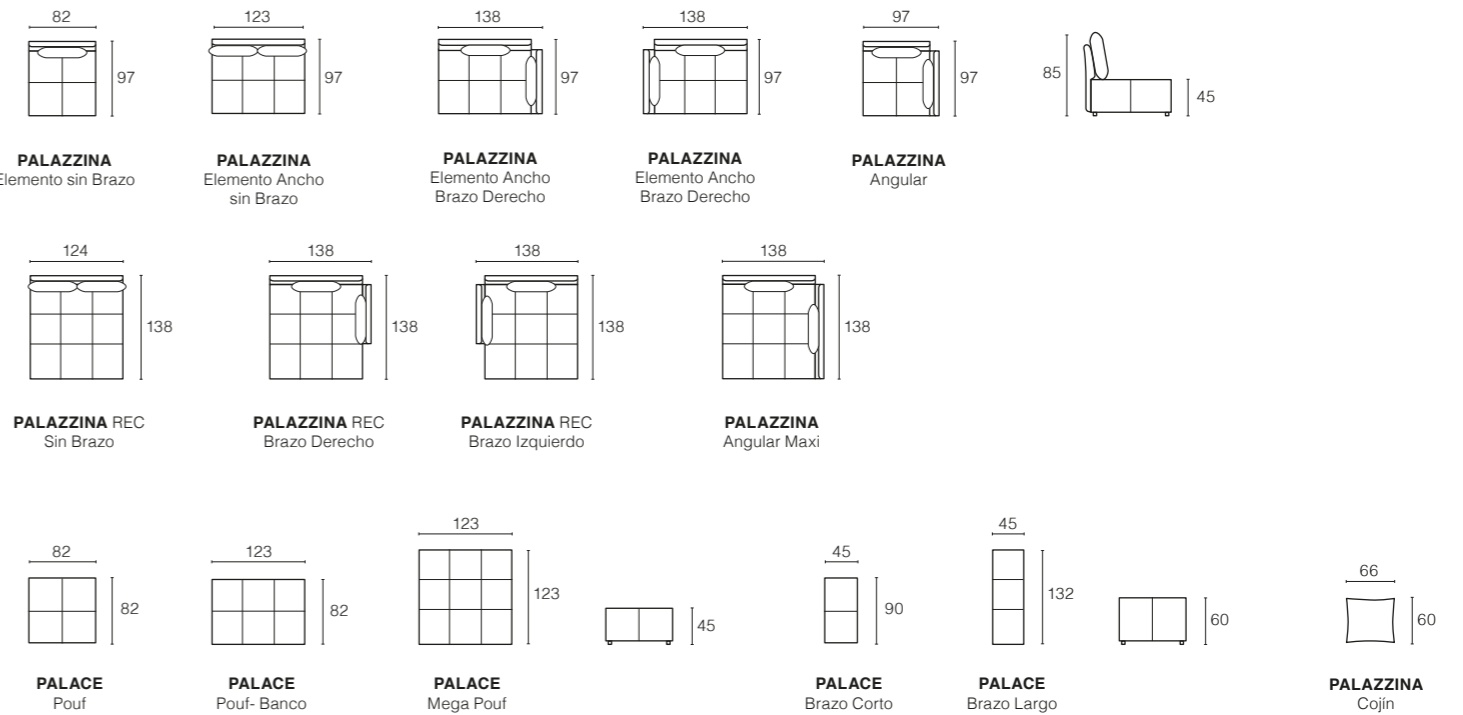 82
123
138
138
97
97
97
97
97
97
85
45
PALAZZINA
Elemento sin Brazo
PALAZZINA
Elemento Ancho
sin Brazo
PALAZZINA
Elemento Ancho
Brazo Derecho
PALAZZINA
Elemento Ancho
Brazo Derecho
PALAZZINA
Angular
124
138
138
138
138
138
138
138
PALAZZINA REC
Sin Brazo
PALAZZINA REC
Brazo Derecho
PALAZZINA REC
Brazo Izquierdo
PALAZZINA
Angular Maxi
82
123
123
45
45
66
82
82
123
45
90
132
60
60
PALACE
Pouf
PALACE
Pouf- Banco
PALACE
Mega Pouf
PALACE
Brazo Corto
PALACE
Brazo Largo
PALAZZINA
Cojín